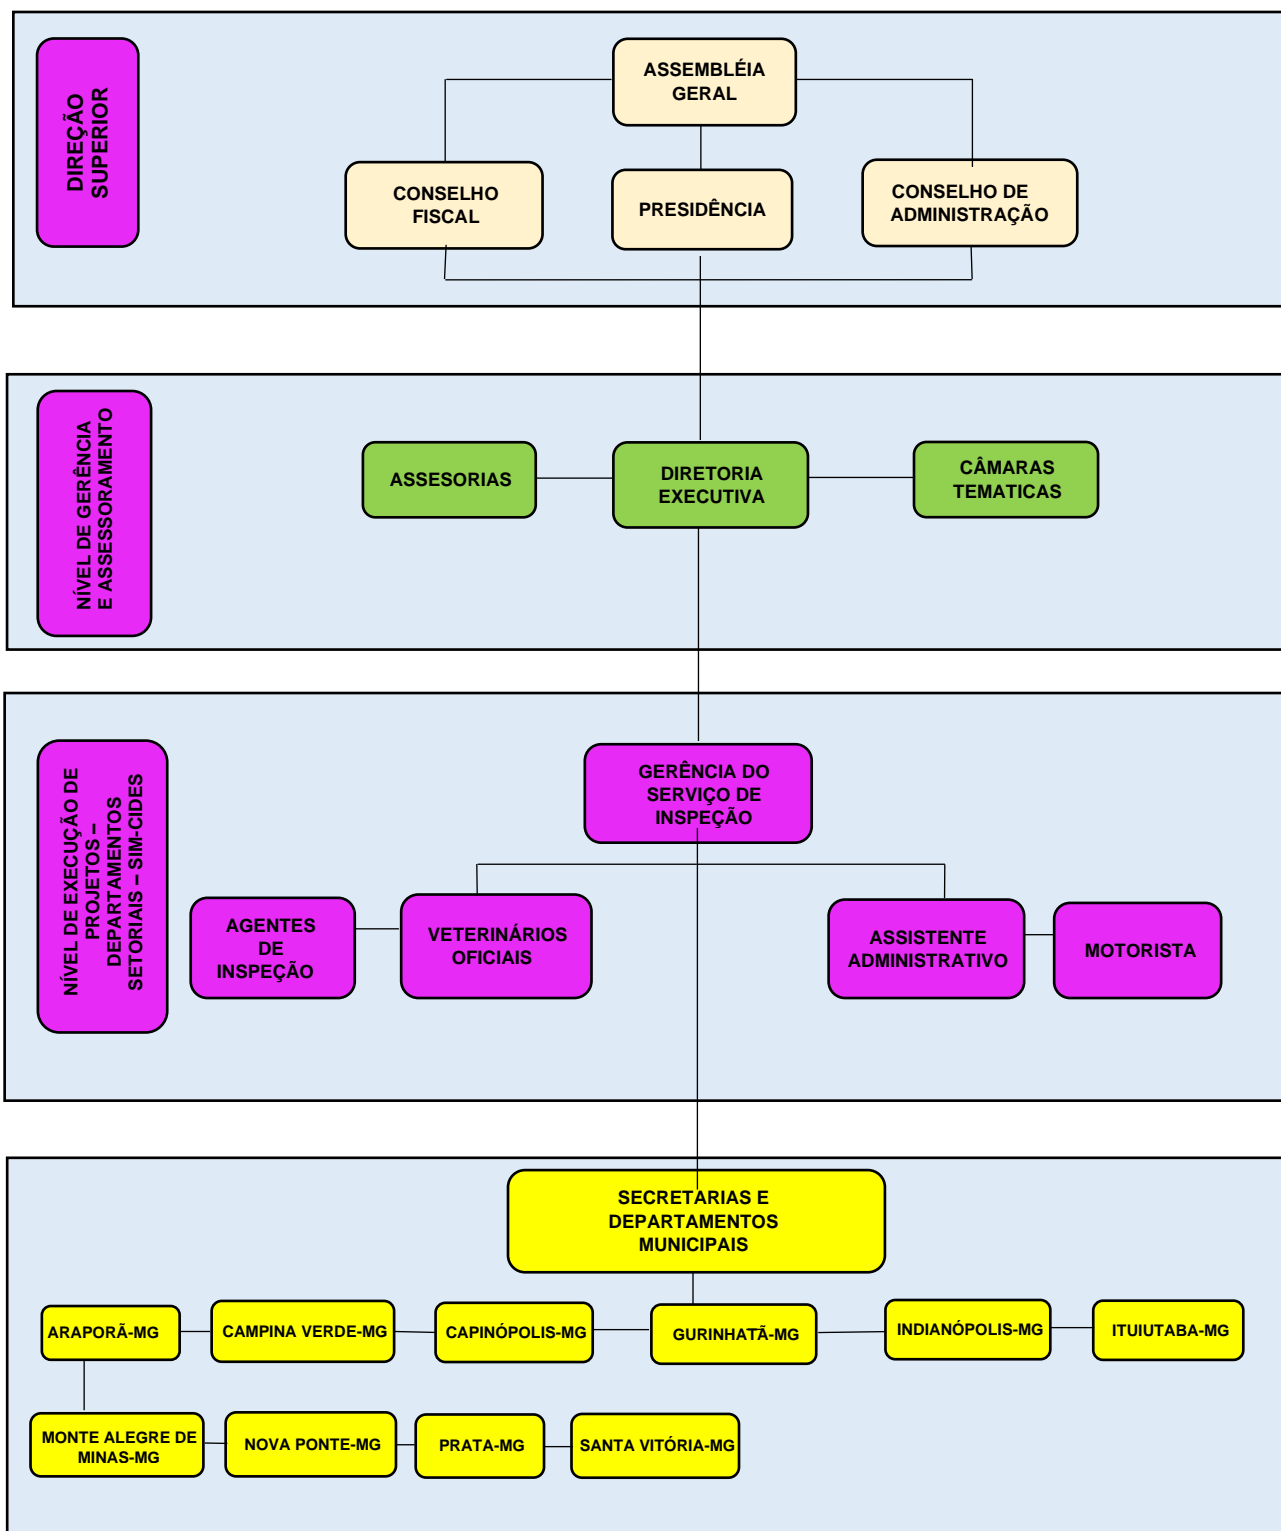 DIREÇÃO
SUPERIOR
ASSEMBLÉIA
GERAL
CONSELHO
FISCAL
PRESIDÊNCIA
CONSELHO DE
ADMINISTRAÇÃO
NÍVEL DE GERÊNCIA
E ASSESSORAMENTO
ASSESORIAS
DIRETORIA
EXECUTIVA
CÂMARAS
TEMATICAS
NÍVEL DE EXECUÇÃO DE
PROJETOS –
DEPARTAMENTOS
SETORIAIS – SIM-CIDES
GERÊNCIA DO
SERVIÇO DE
INSPEÇÃO
AGENTES
DE
INSPEÇÃO
VETERINÁRIOS
OFICIAIS
ASSISTENTE
ADMINISTRATIVO
MOTORISTA
SECRETARIAS E
DEPARTAMENTOS
MUNICIPAIS
ARAPORÃ-MG
CAMPINA VERDE-MG
CAPINÓPOLIS-MG
GURINHATÃ-MG
INDIANÓPOLIS-MG
ITUIUTABA-MG
MONTE ALEGRE DE
MINAS-MG
NOVA PONTE-MG
PRATA-MG
SANTA VITÓRIA-MG